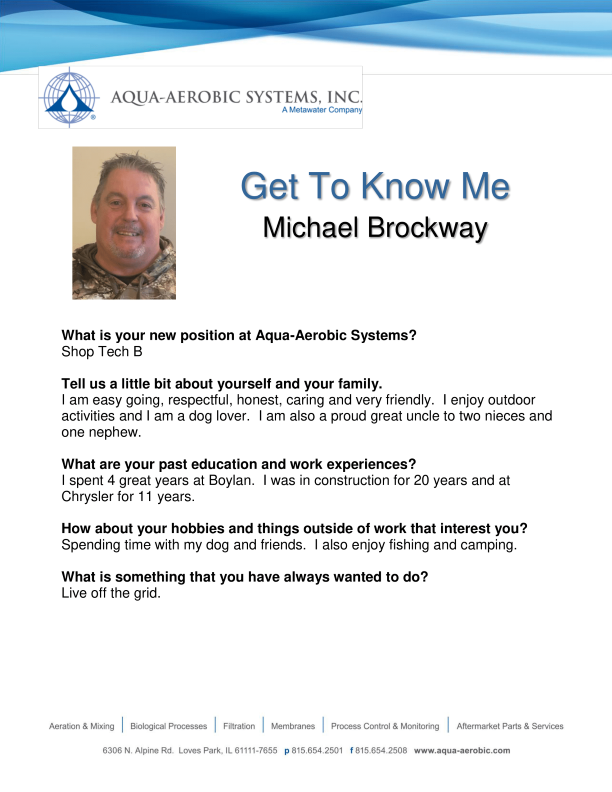 AQUA-AEROBIC SYSTEMS, INC.
A Metawater Company
®
Get To Know Me
Michael Brockway
What is your new position at Aqua-Aerobic Systems?
Shop Tech B
Tell us a little bit about yourself and your family.
I am easy going, respectful, honest, caring and very friendly.  I enjoy outdoor
activities and I am a dog lover.  I am also a proud great uncle to two nieces and
one nephew.
What are your past education and work experiences?
I spent 4 great years at Boylan.  I was in construction for 20 years and at
Chrysler for 11 years.
How about your hobbies and things outside of work that interest you?
Spending time with my dog and friends.  I also enjoy fishing and camping.
What is something that you have always wanted to do?
Live off the grid.
Aeration & Mixing | Biological Processes | Filtration | Membranes | Process Control & Monitoring | Aftermarket Parts & Services
6306 N. Alpine Rd.  Loves Park, IL 61111-7655  p 815.654.2501  f 815.654.2508  www.aqua-aerobic.com